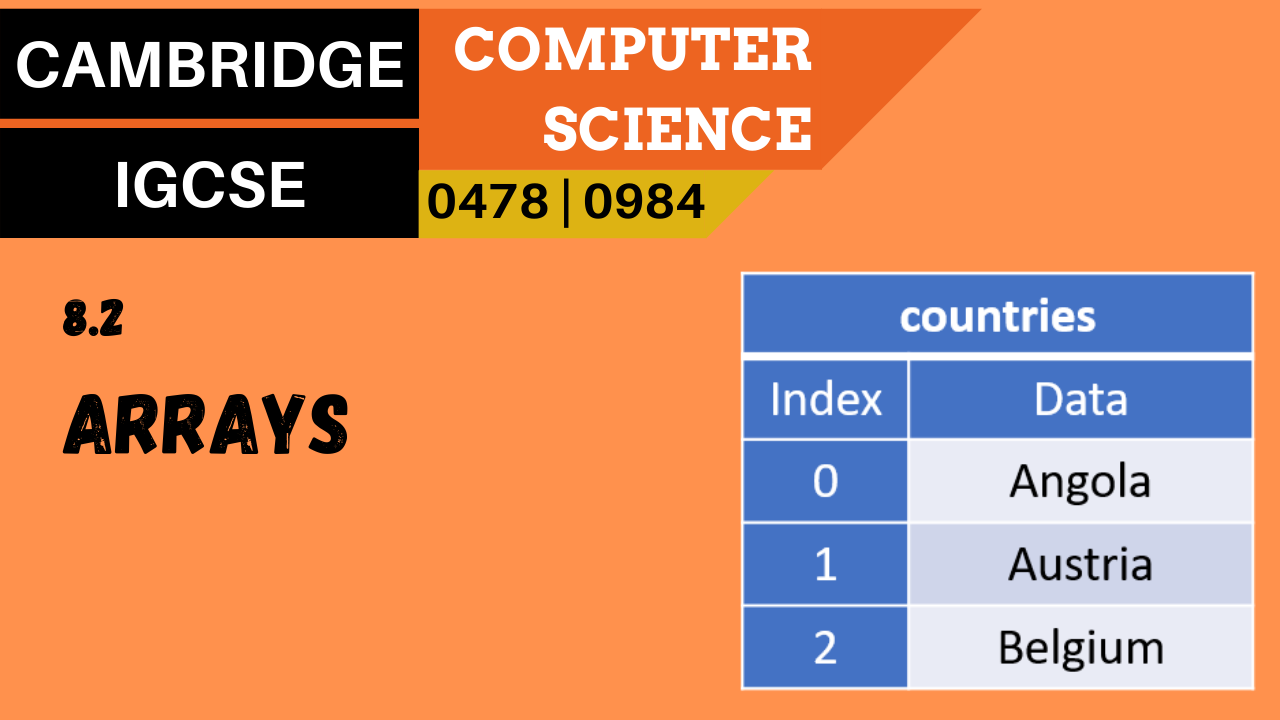 CAMBRIDGE
IGCSE
COMPUTER
SCIENCE
0478 | 0984
8.2
ARRAYS
countries
Index Data
0 Angola
1 Austria
2 Belgium